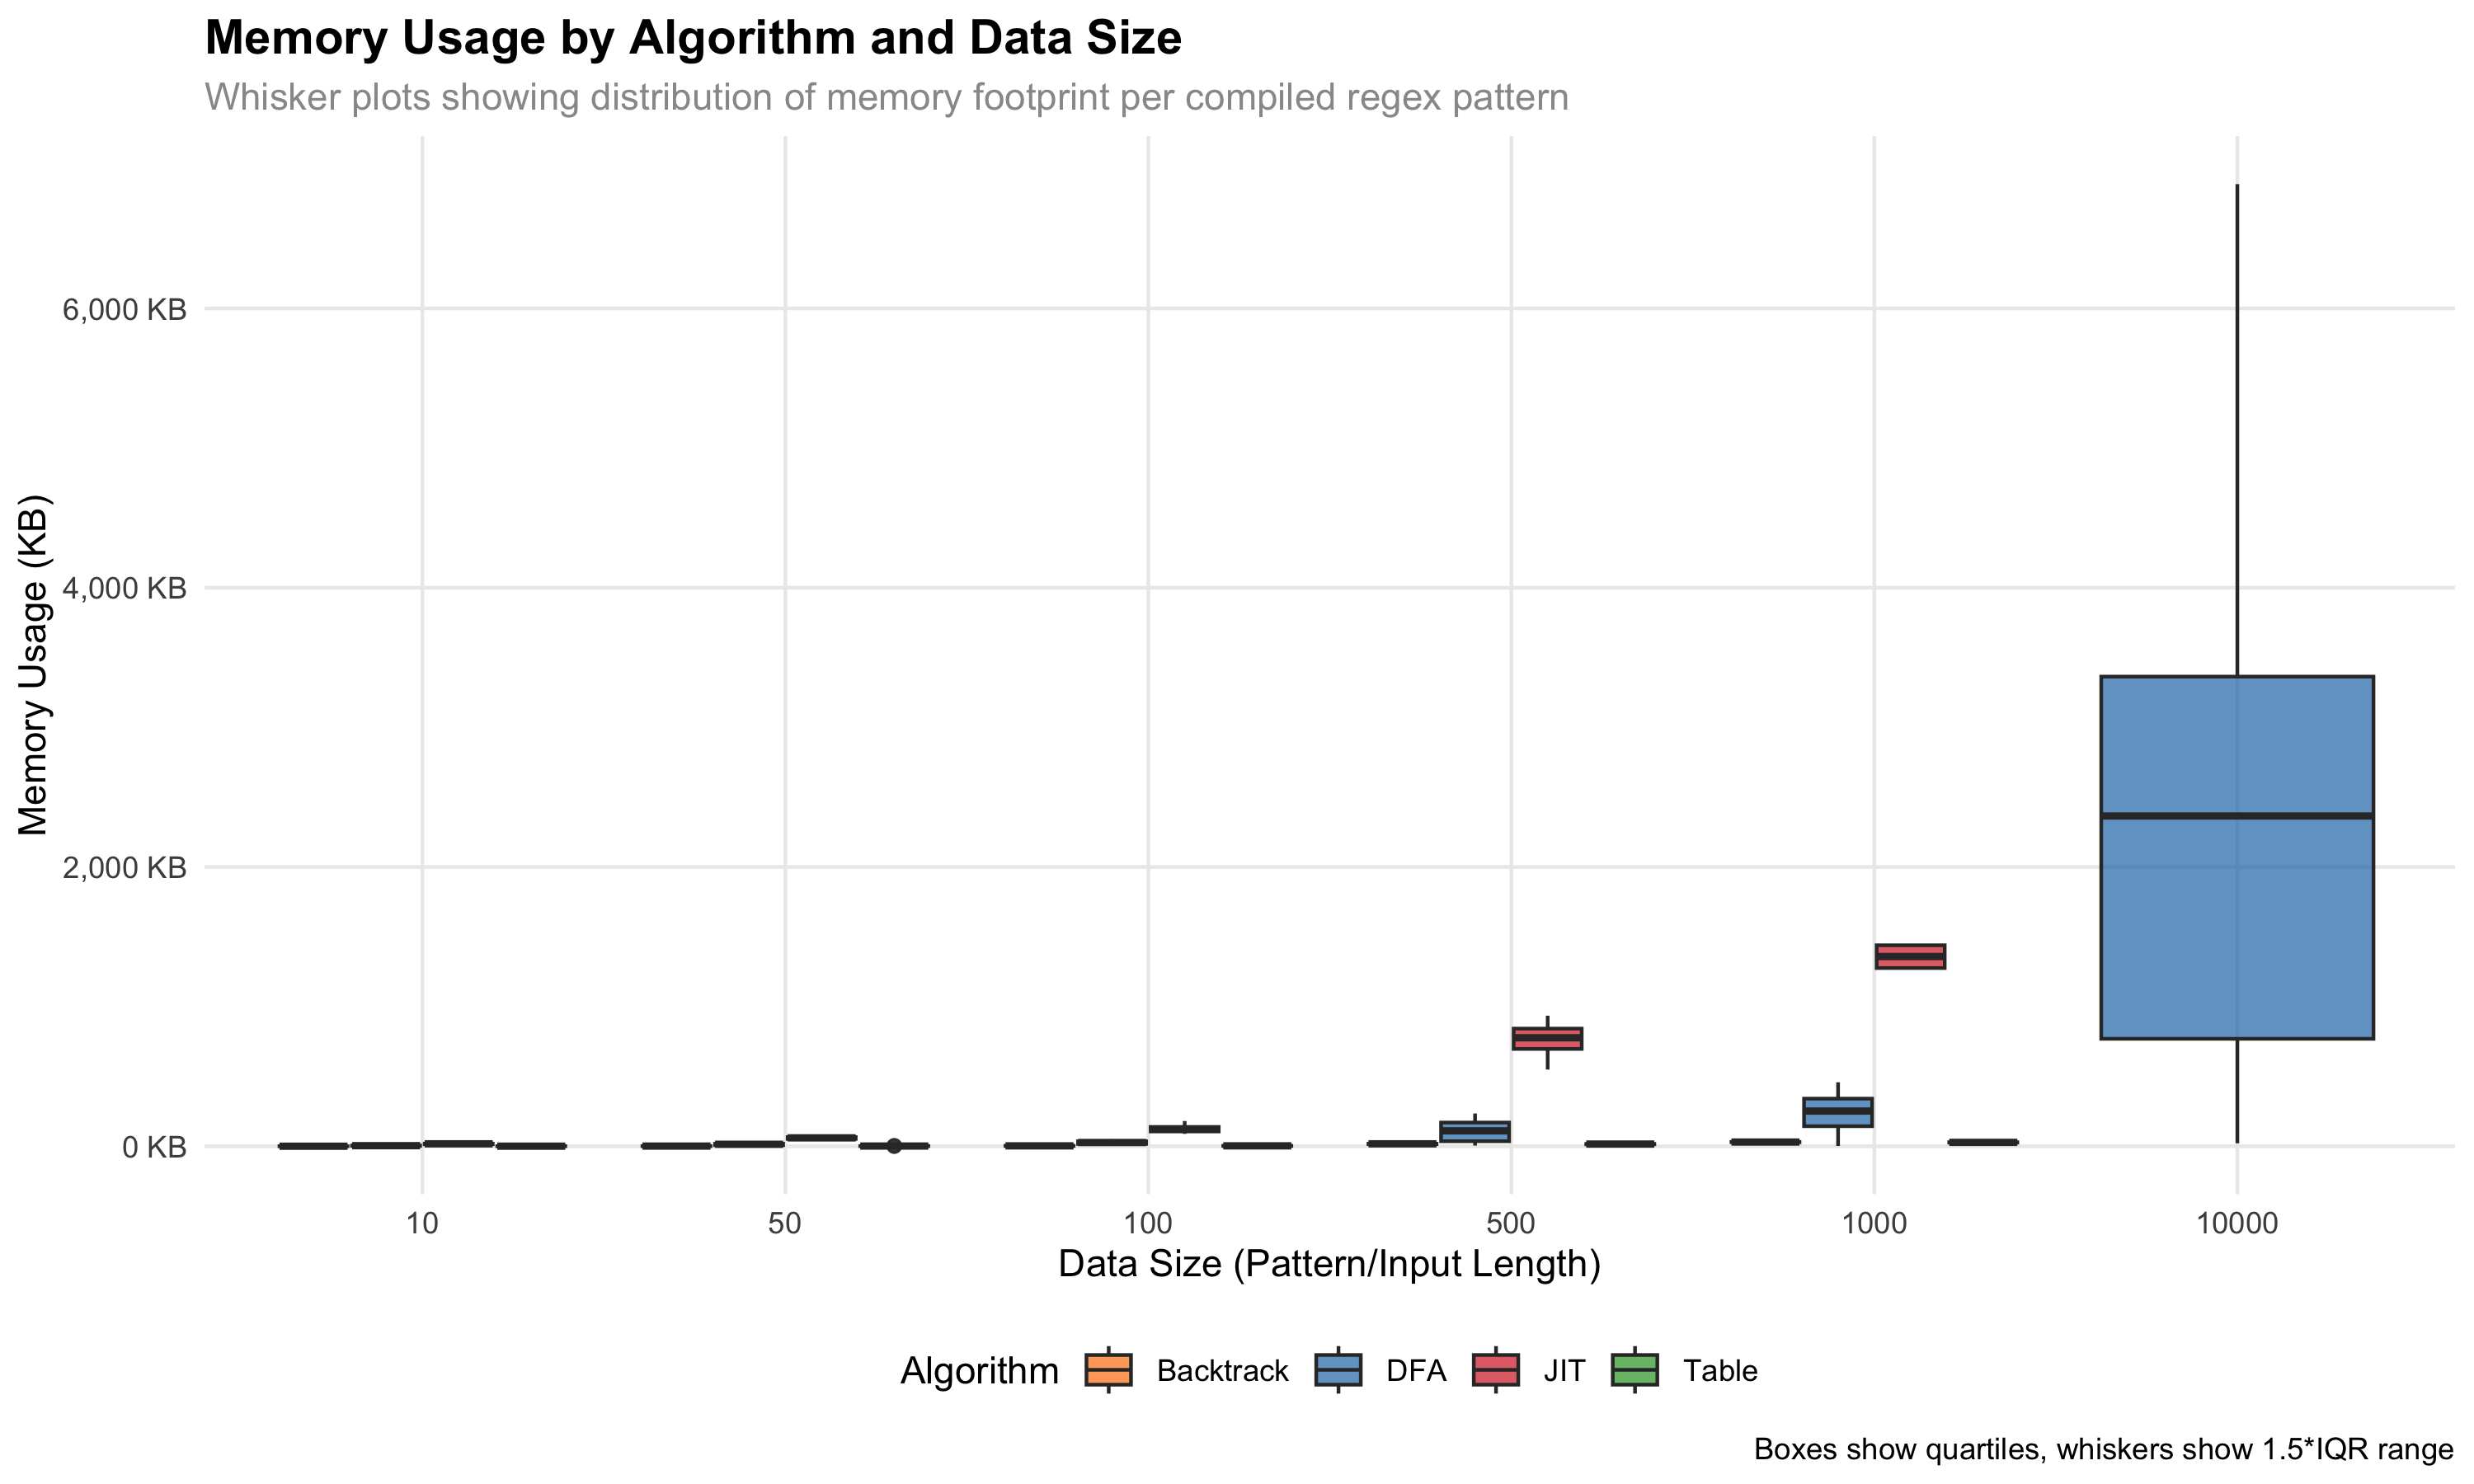 Memory Usage by Algorithm and Data Size
Whisker plots showing distribution of memory footprint per compiled regex pattern
Memory Usage (KB)
6,000 KB
4,000 KB
2,000 KB
0 KB
10 50 100 500 1000 10000
Data Size (Pattern/Input Length)
Algorithm Backtrack DFA JIT Table
Boxes show quartiles, whiskers show 1.5*IQR range